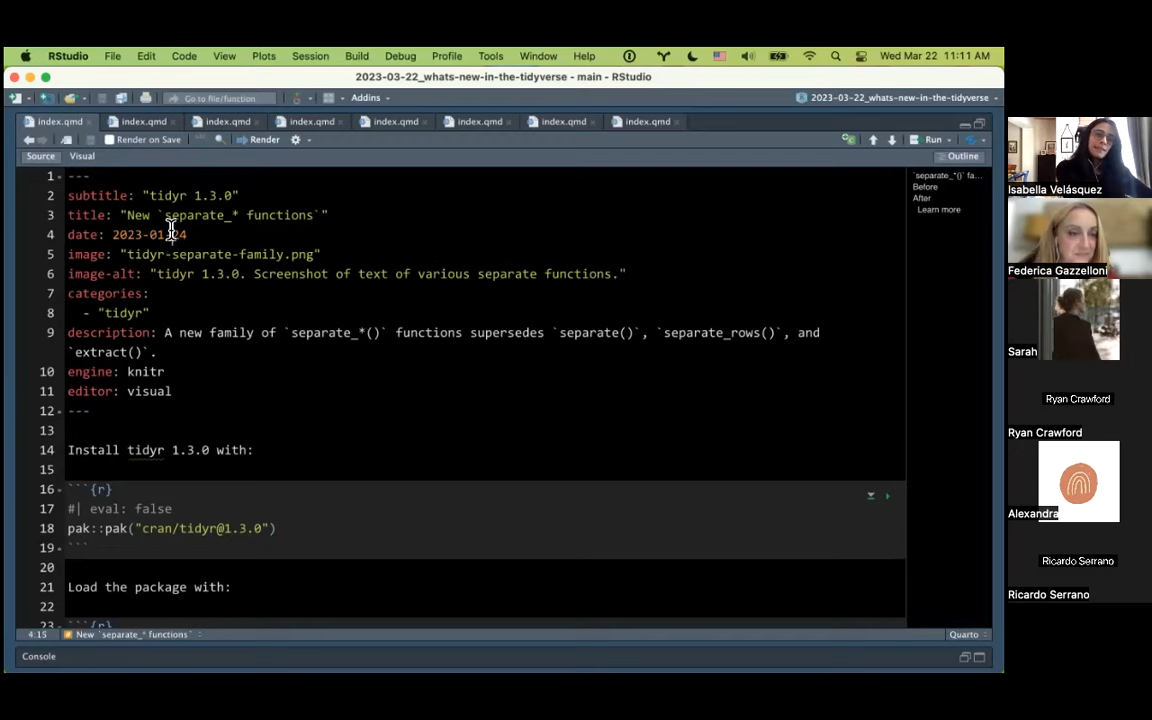 RStudio File Edit Code View Plots Session Build Debug Profile Tools Window Help Wed Mar 22 11:11 AM
2023-03-22_whats-new-in-the-tidyverse - main - RStudio
Go to file/function Addins 2023-03-22_whats-new-in-the-tidyverse
index.qmd index.qmd index.qmd index.qmd index.qmd index.qmd index.qmd index.qmd
Render on Save Render Run
Source Visual Outline
1 ---
2 subtitle: "tidyr 1.3.0"
3 title: "New `separate_* functions`"
4 date: 2023-01-24
5 image: "tidyr-separate-family.png"
6 image-alt: "tidyr 1.3.0. Screenshot of text of various separate functions."
7 categories:
8 - "tidyr"
9 description: A new family of `separate_*()` functions supersedes `separate()`, `separate_rows()`, and
`extract()`.
10 engine: knitr
11 editor: visual
12 ---
13
14 Install tidyr 1.3.0 with:
15
16 ```{r}
17 #| eval: false
18 pak::pak("cran/tidyr@1.3.0")
19 ```
20
21 Load the package with:
22
23 ```{r}
4:15 New `separate_* functions` Quarto
Console
`separate_*()` fa...
Before
After
Learn more
Isabella Velásquez
Federica Gazzelloni
Sarah
Ryan Crawford
Ryan Crawford
Alexandra
Ricardo Serrano
Ricardo Serrano